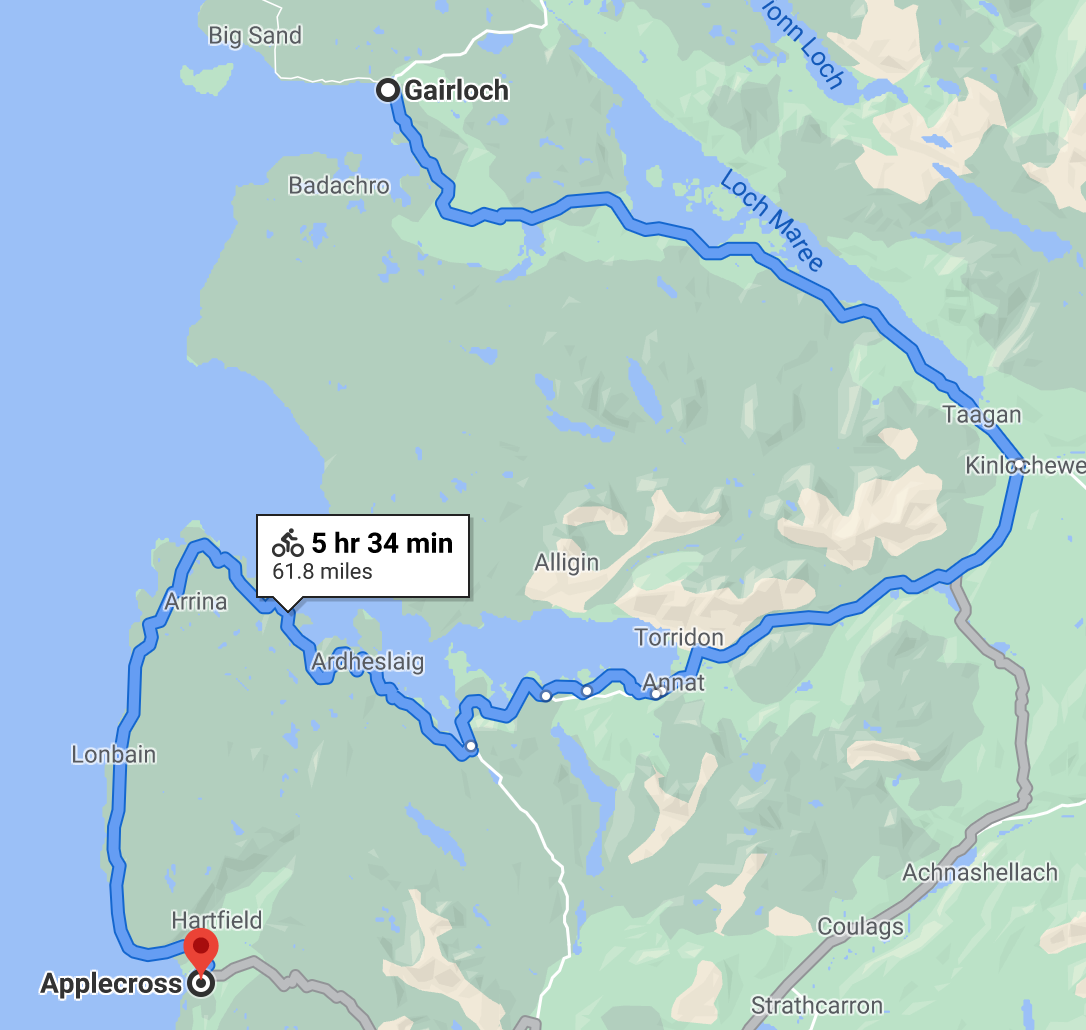 Big Sand
Gairloch
Badachro
Loch Maree
Taagan
Kinlochewe
5 hr 34 min
61.8 miles
Alligin
Arrina
Torridon
Ardheslaig
Annat
Lonbain
Achnashellach
Hartfield
Coulags
Applecross
Strathcarron